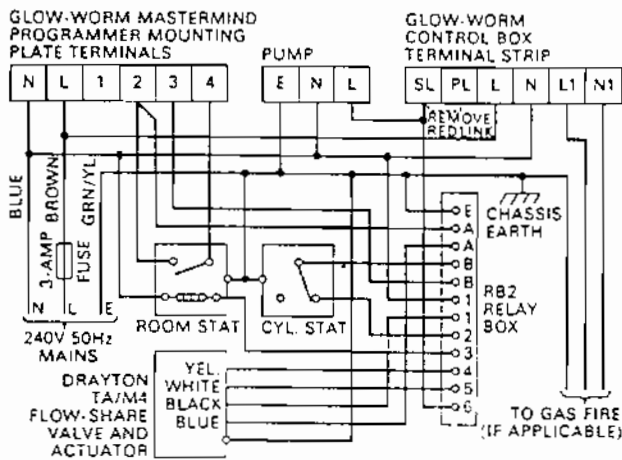 GLOW-WORM MASTERMIND
PROGRAMMER MOUNTING
PLATE TERMINALS
N L 1 2 3 4
PUMP
E N L
GLOW-WORM
CONTROL BOX
TERMINAL STRIP
SL PL L N L1 N1
REMOVE
RED LINK
BLUE
BROWN
GRN/YL
3-AMP
FUSE
N L E
240V 50Hz
MAINS
ROOM STAT
CYL. STAT
CHASSIS
EARTH
E
A
A
B
B
1
1
2
3
4
5
6
RB2
RELAY
BOX
DRAYTON
TA/M4
FLOW-SHARE
VALVE AND
ACTUATOR
YEL.
WHITE
BLACK
BLUE
TO GAS FIRE
(IF APPLICABLE)